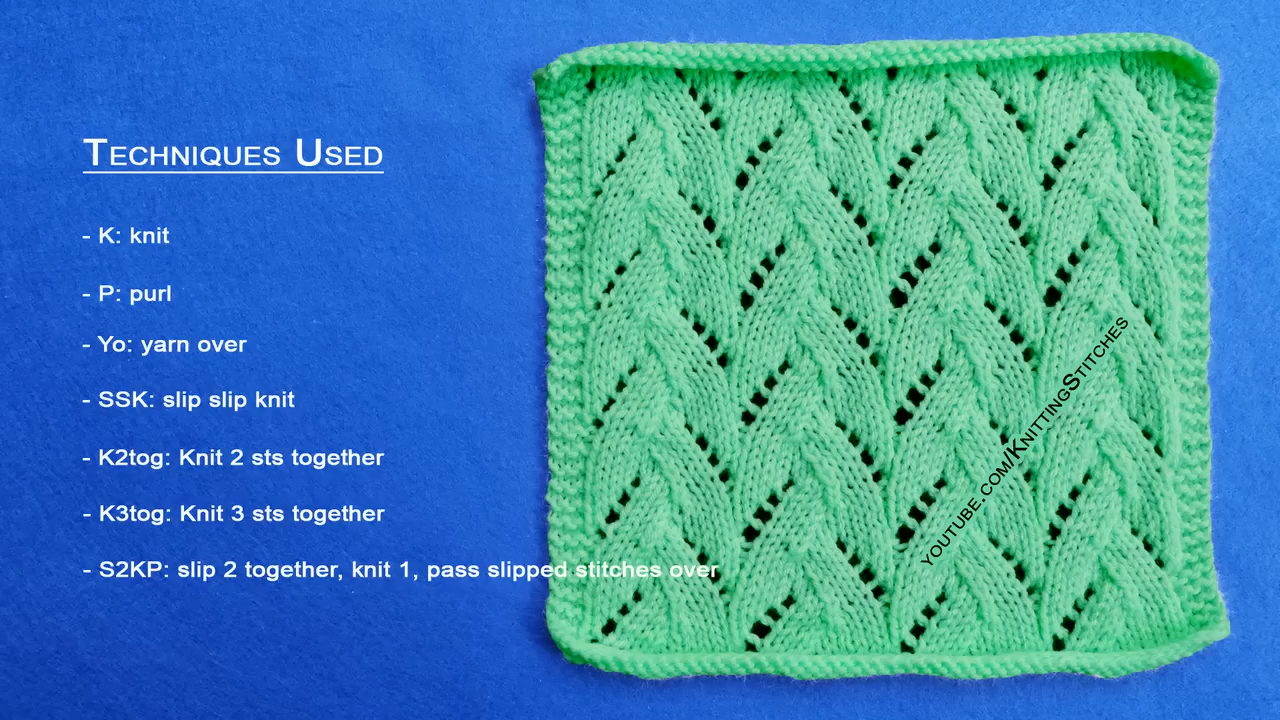 Techniques Used
- K: knit
- P: purl
- Yo: yarn over
- SSK: slip slip knit
- K2tog: Knit 2 sts together
- K3tog: Knit 3 sts together
- S2KP: slip 2 together, knit 1, pass slipped stitches over
youtube.com/KnittingStitches